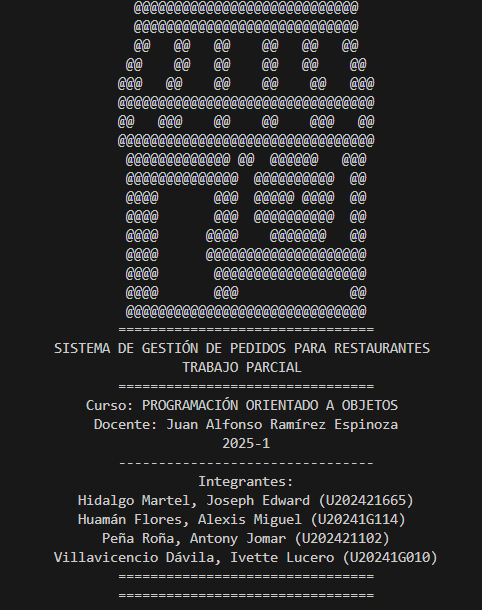 @@@@@@@@@@@@@@@@@@@@@@@@@@@@
@@@@@@@@@@@@@@@@@@@@@@@@@@@@
@@   @@   @@    @@   @@   @@
@@    @@   @@    @@   @@    @@
@@@   @@    @@    @@    @@   @@@
@@@@@@@@@@@@@@@@@@@@@@@@@@@@@@@@
@@   @@@    @@    @@    @@@   @@
@@@@@@@@@@@@@@@@@@@@@@@@@@@@@@@@
@@@@@@@@@@@@@ @@  @@@@@@   @@@
@@@@@@@@@@@@@@  @@@@@@@@@@  @@
@@@@       @@@  @@@@@ @@@@  @@
@@@@       @@@  @@@@@@@@@@  @@
@@@@      @@@@    @@@@@@@   @@
@@@@      @@@@@@@@@@@@@@@@@@@@
@@@@       @@@@@@@@@@@@@@@@@@@
@@@@       @@@              @@
@@@@@@@@@@@@@@@@@@@@@@@@@@@@@@
================================
SISTEMA DE GESTIÓN DE PEDIDOS PARA RESTAURANTES
TRABAJO PARCIAL
================================
Curso: PROGRAMACIÓN ORIENTADO A OBJETOS
Docente: Juan Alfonso Ramírez Espinoza
2025-1
--------------------------------
Integrantes:
Hidalgo Martel, Joseph Edward (U202421665)
Huamán Flores, Alexis Miguel (U20241G114)
Peña Roña, Antony Jomar (U202421102)
Villavicencio Dávila, Ivette Lucero (U20241G010)
================================
================================